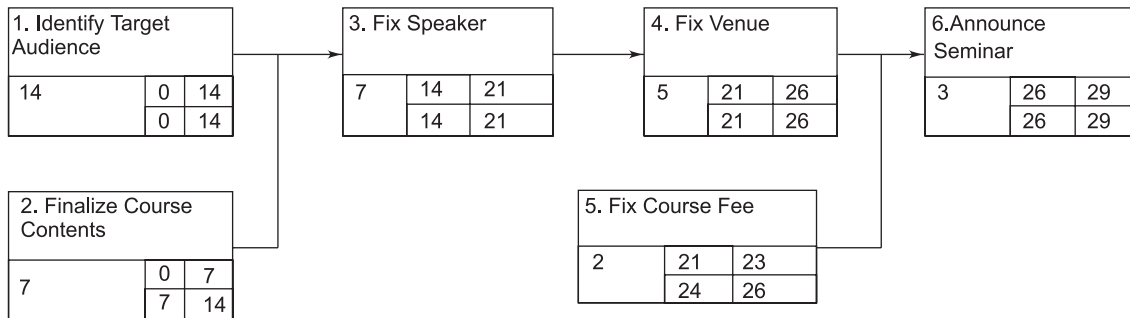 1. Identify Target
Audience
14
0 14
0 14
3. Fix Speaker
7
14 21
14 21
4. Fix Venue
5
21 26
21 26
6.Announce
Seminar
3
26 29
26 29
2. Finalize Course
Contents
7
0 7
7 14
5. Fix Course Fee
2
21 23
24 26